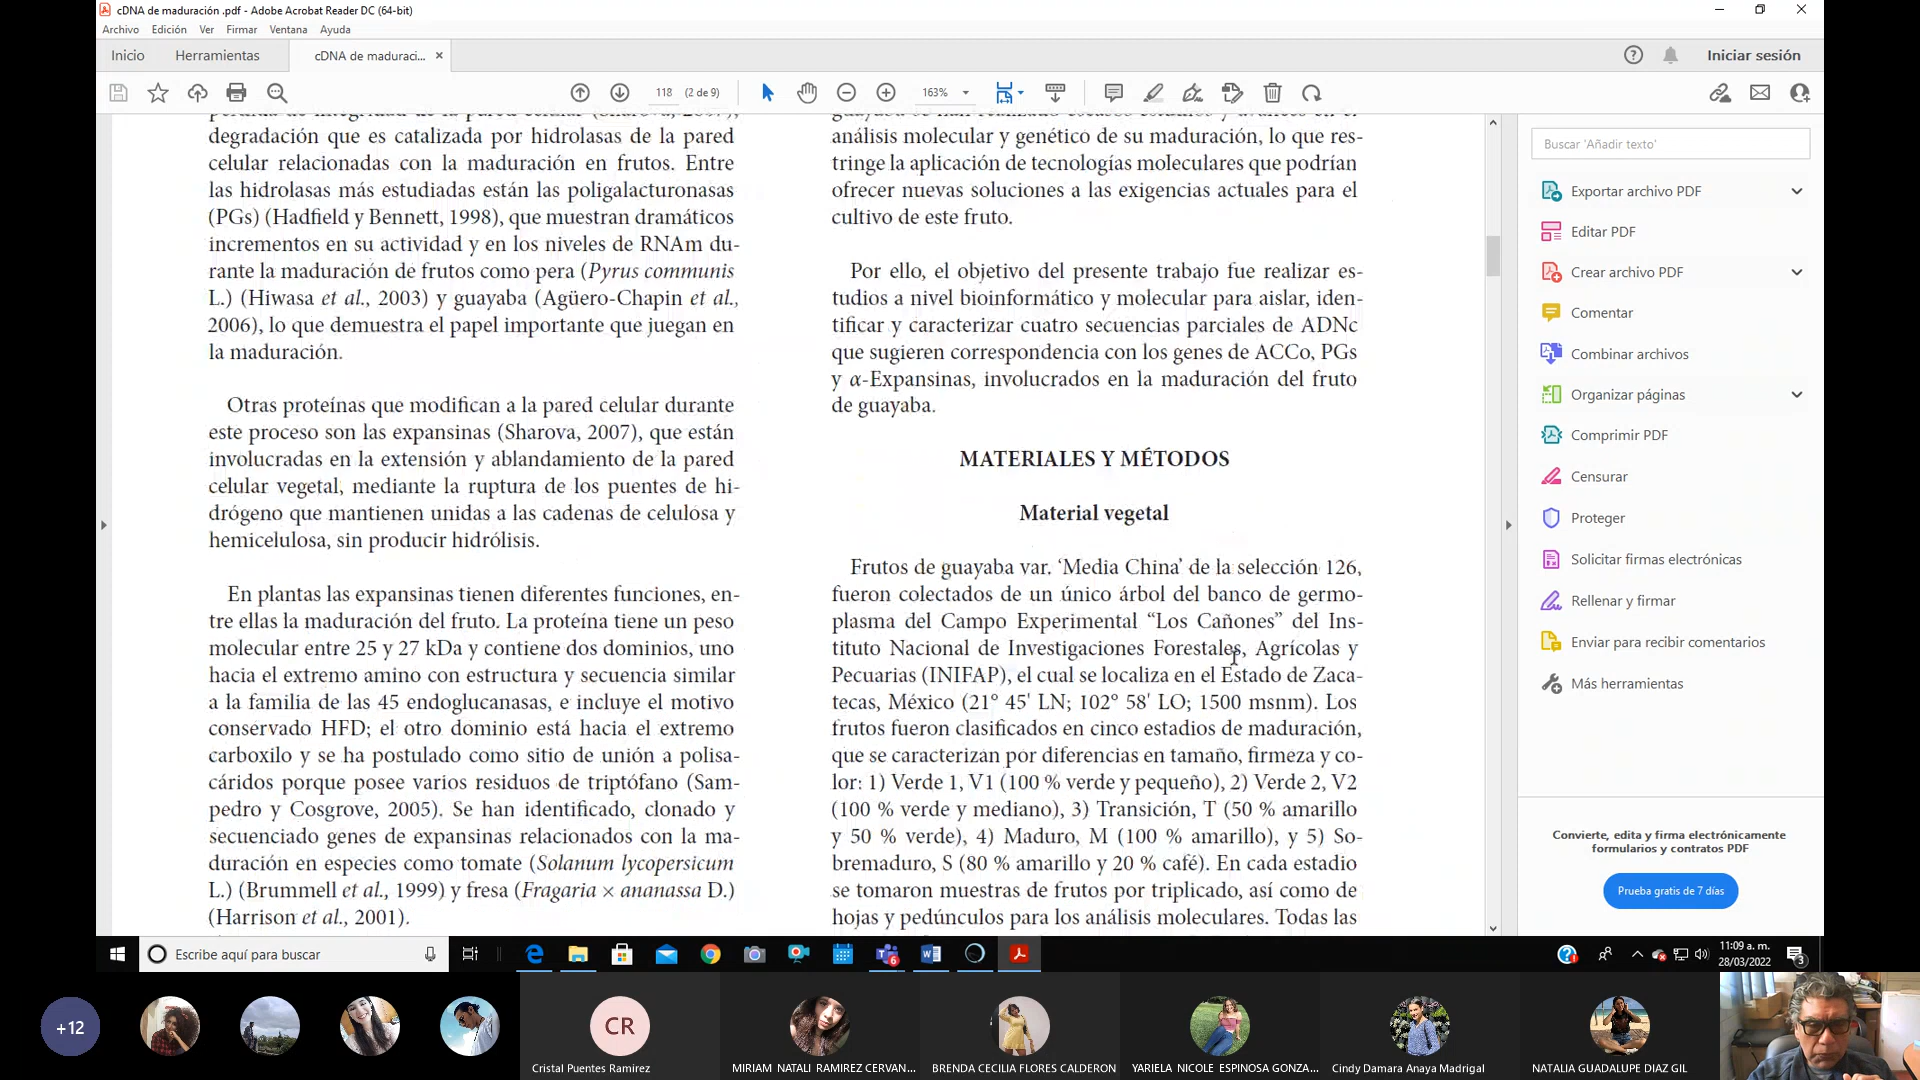 cDNA de maduración .pdf - Adobe Acrobat Reader DC (64-bit)
Archivo Edición Ver Firmar Ventana Ayuda
Inicio Herramientas cDNA de maduraci... × Iniciar sesión
118 (2 de 9) 163%
degradación que es catalizada por hidrolasas de la pared
celular relacionadas con la maduración en frutos. Entre
las hidrolasas más estudiadas están las poligalacturonasas
(PGs) (Hadfield y Bennett, 1998), que muestran dramáticos
incrementos en su actividad y en los niveles de RNAm du-
rante la maduración de frutos como pera (Pyrus communis
L.) (Hiwasa et al., 2003) y guayaba (Agüero-Chapin et al.,
2006), lo que demuestra el papel importante que juegan en
la maduración.
Otras proteínas que modifican a la pared celular durante
este proceso son las expansinas (Sharova, 2007), que están
involucradas en la extensión y ablandamiento de la pared
celular vegetal, mediante la ruptura de los puentes de hi-
drógeno que mantienen unidas a las cadenas de celulosa y
hemicelulosa, sin producir hidrólisis.
En plantas las expansinas tienen diferentes funciones, en-
tre ellas la maduración del fruto. La proteína tiene un peso
molecular entre 25 y 27 kDa y contiene dos dominios, uno
hacia el extremo amino con estructura y secuencia similar
a la familia de las 45 endoglucanasas, e incluye el motivo
conservado HFD; el otro dominio está hacia el extremo
carboxilo y se ha postulado como sitio de unión a polisa-
cáridos porque posee varios residuos de triptófano (Sam-
pedro y Cosgrove, 2005). Se han identificado, clonado y
secuenciado genes de expansinas relacionados con la ma-
duración en especies como tomate (Solanum lycopersicum
L.) (Brummell et al., 1999) y fresa (Fragaria × ananassa D.)
(Harrison et al., 2001).
análisis molecular y genético de su maduración, lo que res-
tringe la aplicación de tecnologías moleculares que podrían
ofrecer nuevas soluciones a las exigencias actuales para el
cultivo de este fruto.
Por ello, el objetivo del presente trabajo fue realizar es-
tudios a nivel bioinformático y molecular para aislar, iden-
tificar y caracterizar cuatro secuencias parciales de ADNc
que sugieren correspondencia con los genes de ACCo, PGs
y α-Expansinas, involucrados en la maduración del fruto
de guayaba.
MATERIALES Y MÉTODOS
Material vegetal
Frutos de guayaba var. ‘Media China’ de la selección 126,
fueron colectados de un único árbol del banco de germo-
plasma del Campo Experimental “Los Cañones” del Ins-
tituto Nacional de Investigaciones Forestales, Agrícolas y
Pecuarias (INIFAP), el cual se localiza en el Estado de Zaca-
tecas, México (21° 45' LN; 102° 58' LO; 1500 msnm). Los
frutos fueron clasificados en cinco estadios de maduración,
que se caracterizan por diferencias en tamaño, firmeza y co-
lor: 1) Verde 1, V1 (100 % verde y pequeño), 2) Verde 2, V2
(100 % verde y mediano), 3) Transición, T (50 % amarillo
y 50 % verde), 4) Maduro, M (100 % amarillo), y 5) So-
bremaduro, S (80 % amarillo y 20 % café). En cada estadio
se tomaron muestras de frutos por triplicado, así como de
hojas y pedúnculos para los análisis moleculares. Todas las
Buscar 'Añadir texto'
Exportar archivo PDF
Editar PDF
Crear archivo PDF
Comentar
Combinar archivos
Organizar páginas
Comprimir PDF
Censurar
Proteger
Solicitar firmas electrónicas
Rellenar y firmar
Enviar para recibir comentarios
Más herramientas
Convierte, edita y firma electrónicamente
formularios y contratos PDF
Prueba gratis de 7 días
Escribe aquí para buscar
11:09 a. m.
28/03/2022
+12
CR
Cristal Puentes Ramirez
MIRIAM NATALI RAMIREZ CERVAN...
BRENDA CECILIA FLORES CALDERON
YARIELA NICOLE ESPINOSA GONZA...
Cindy Damara Anaya Madrigal
NATALIA GUADALUPE DIAZ GIL